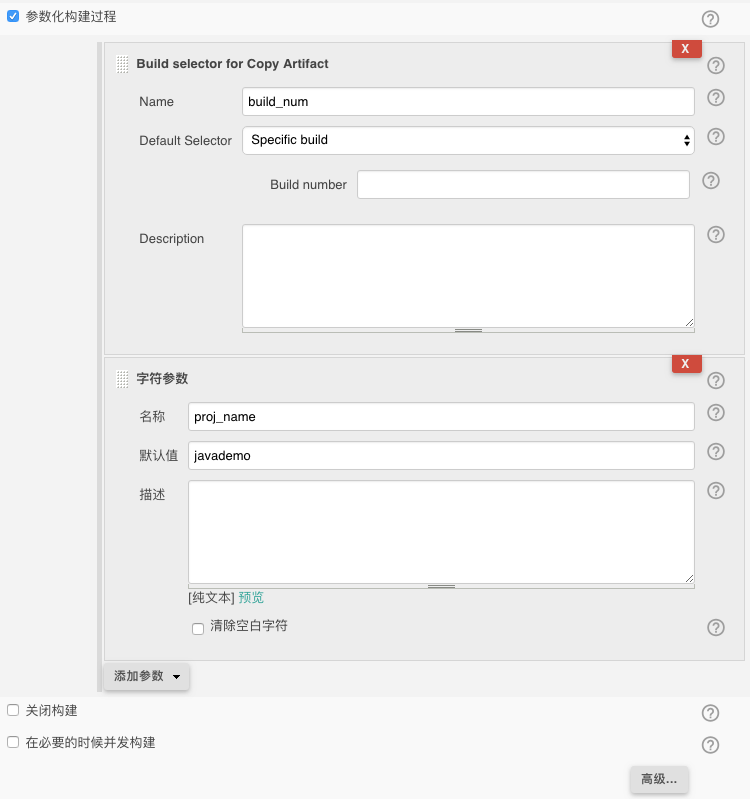 参数化构建过程
X
Build selector for Copy Artifact
Name build_num
Default Selector Specific build
Build number
Description
X
字符参数
名称 proj_name
默认值 javademo
描述
[纯文本] 预览
清除空白字符
添加参数
关闭构建
在必要的时候并发构建
高级...